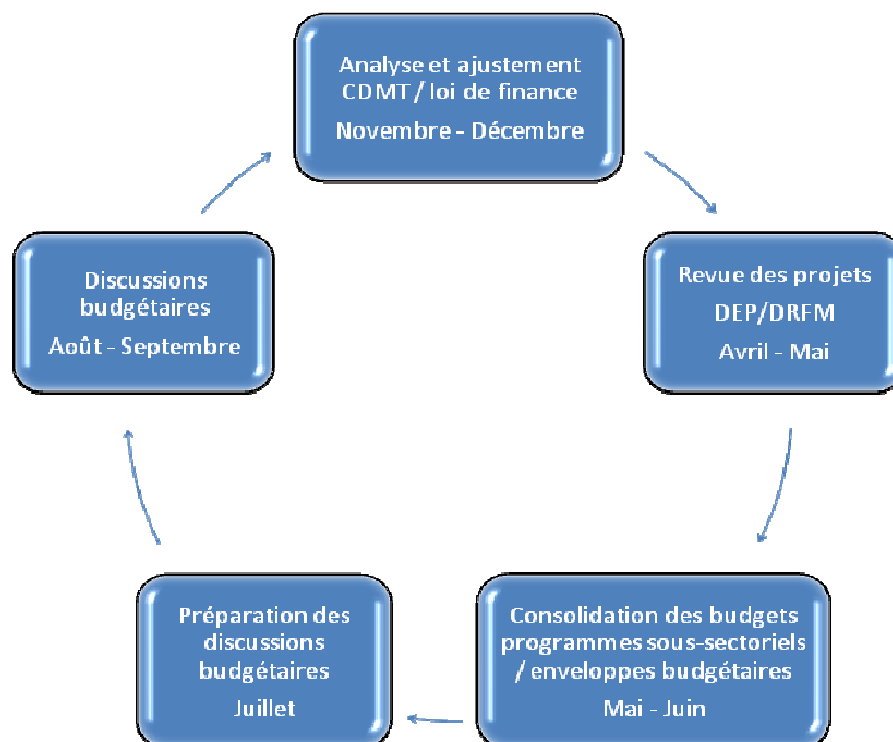 Analyse et ajustement
CDMT / loi de finance
Novembre - Décembre
Revue des projets
DEP/DRFM
Avril - Mai
Consolidation des budgets
programmes sous-sectoriels
/ enveloppes budgétaires
Mai - Juin
Préparation des
discussions
budgétaires
Juillet
Discussions
budgétaires
Août - Septembre